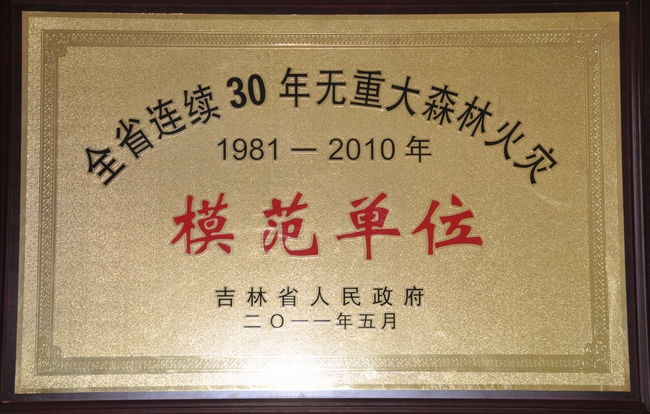 全省连续30年无重大森林火灾
1981—2010年
模范单位
吉林省人民政府
二〇一一年五月